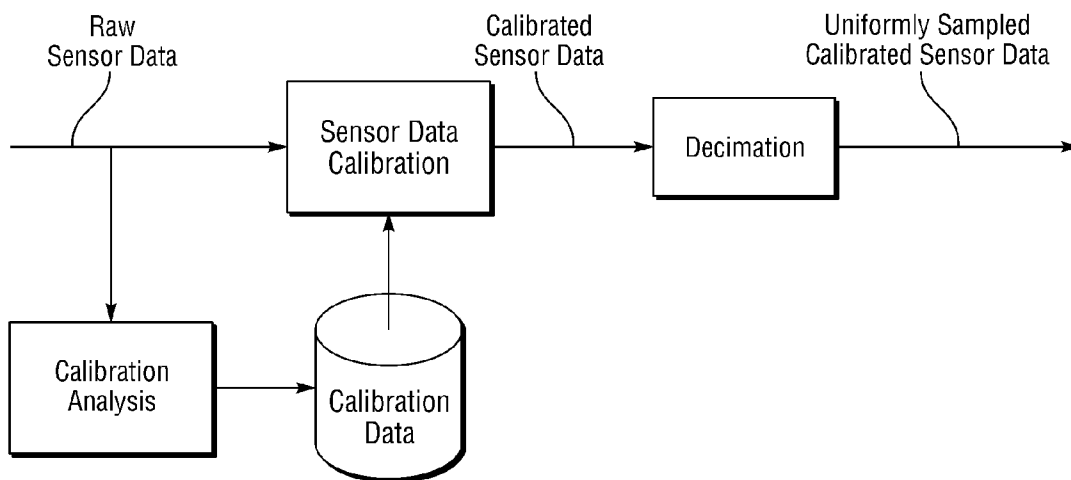 Raw
Sensor Data
Calibrated
Sensor Data
Uniformly Sampled
Calibrated Sensor Data
Sensor Data
Calibration
Decimation
Calibration
Analysis
Calibration
Data